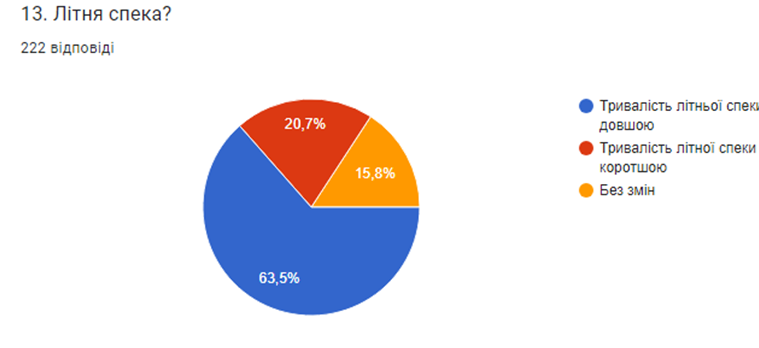 13. Літня спека?
222 відповіді
20,7%
15,8%
63,5%
Тривалість літньої спеки
довшою
Тривалість літної спеки
коротшою
Без змін